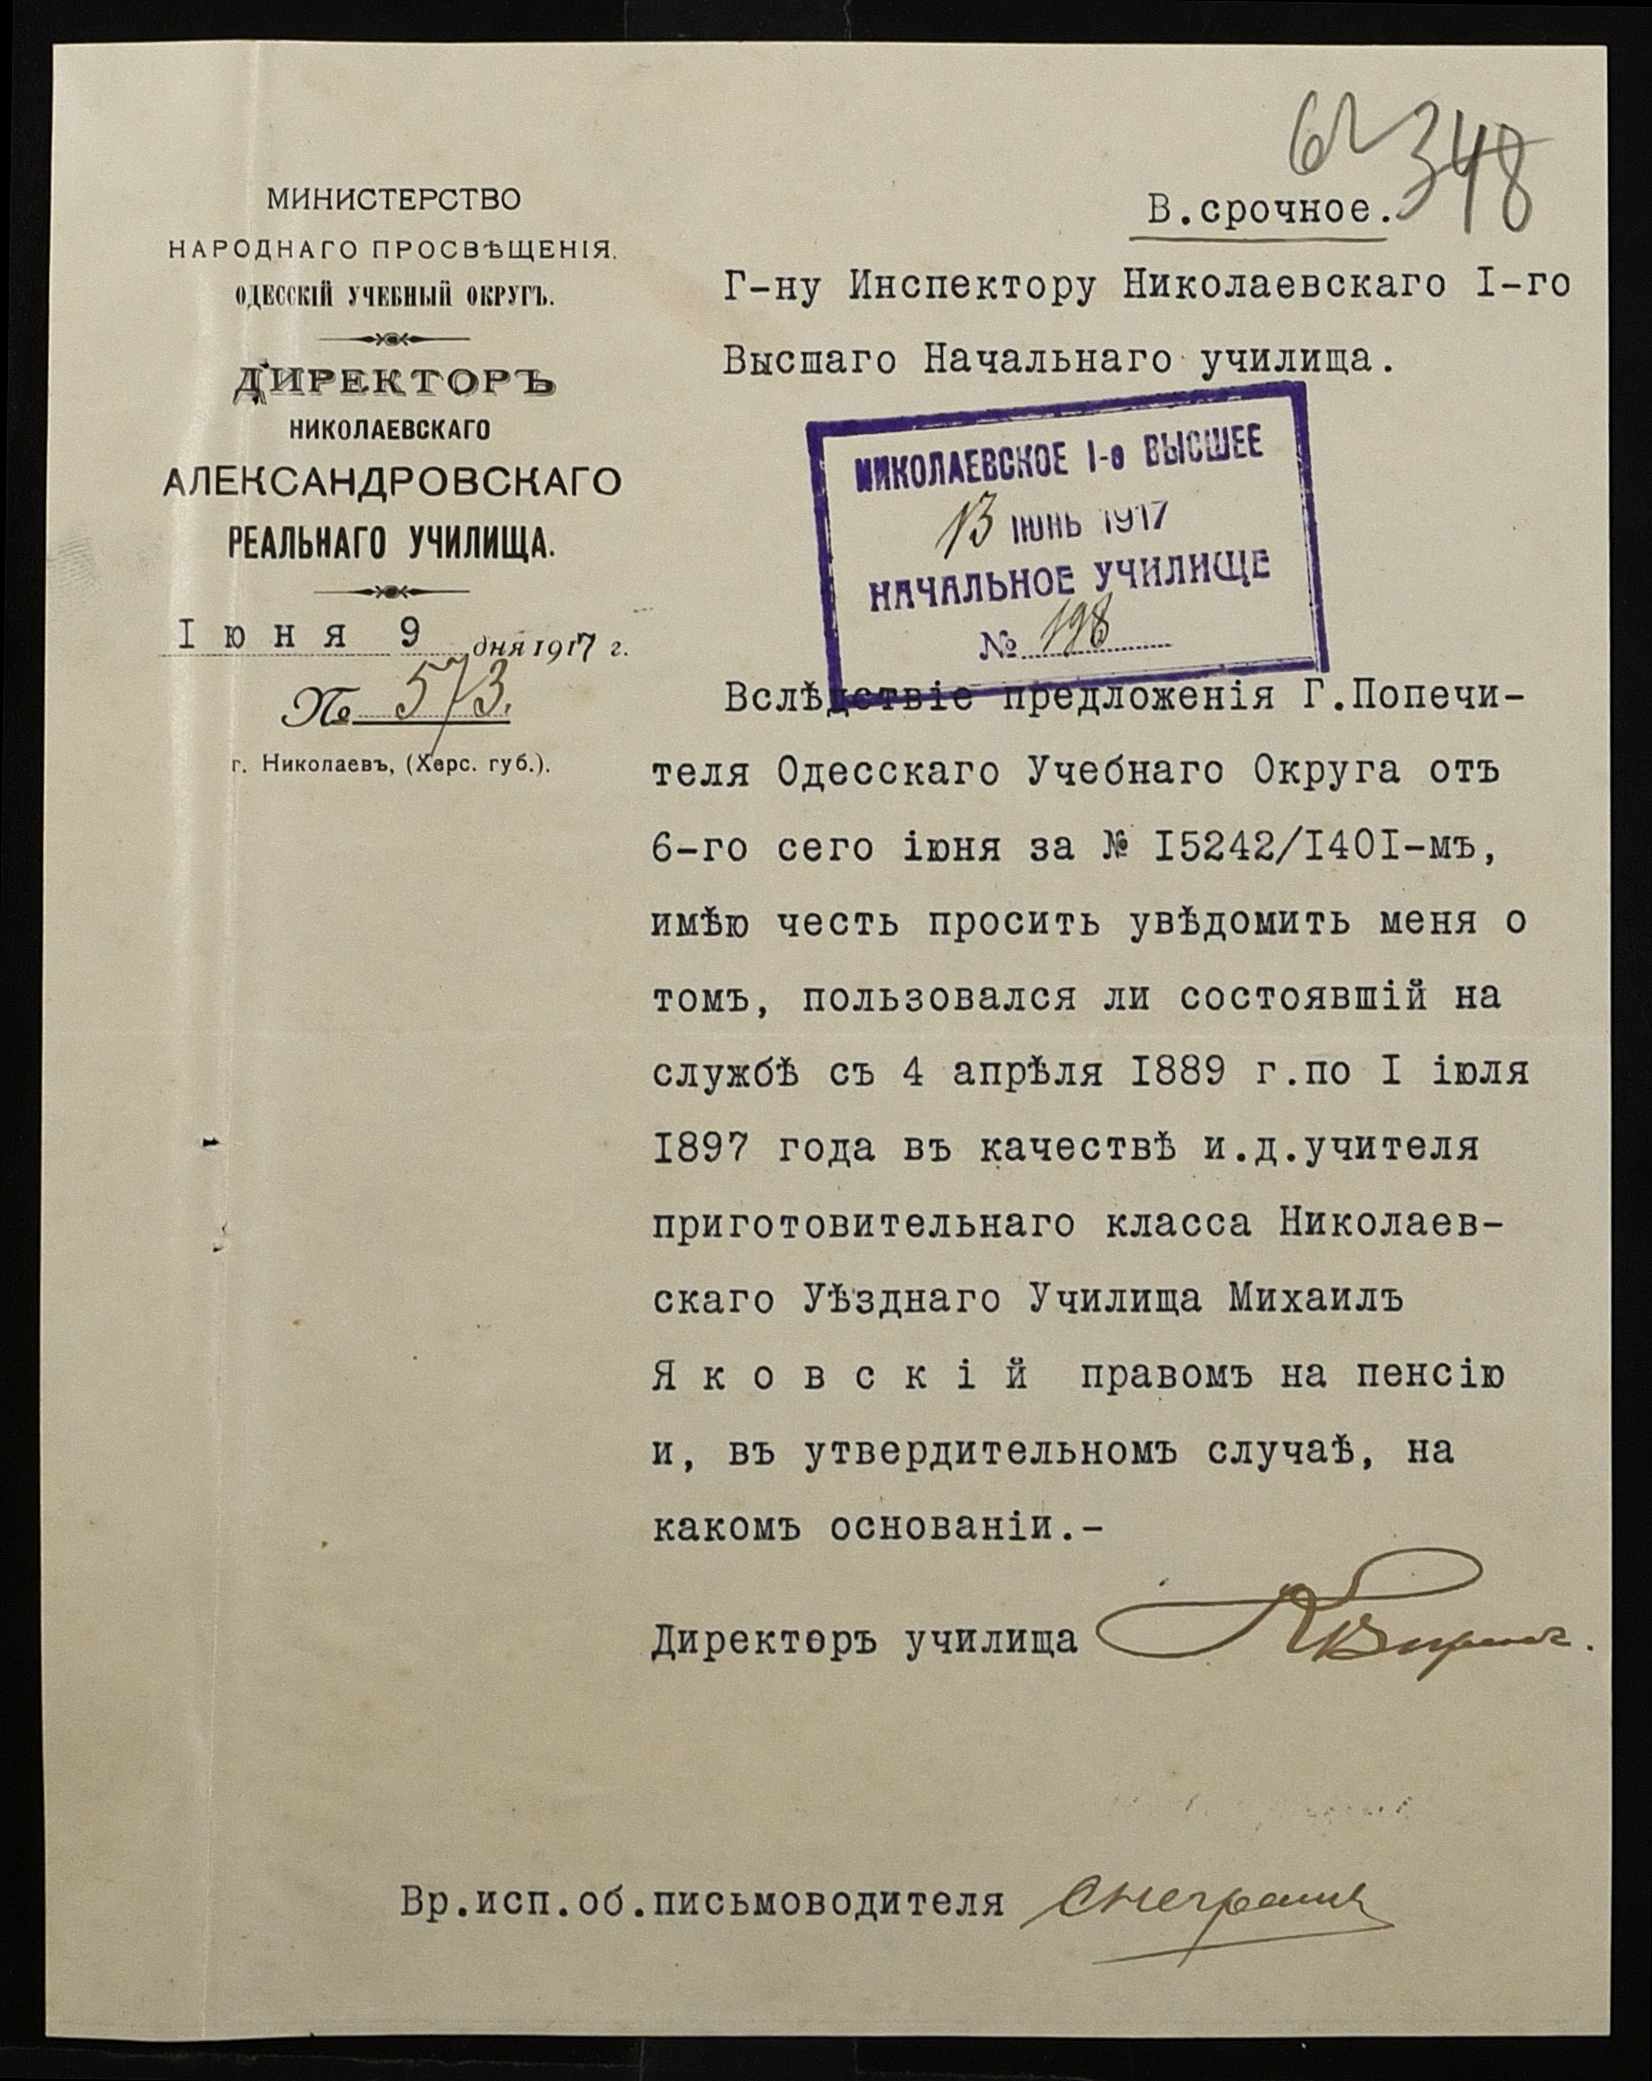 62 348
В.срочное.
МИНИСТЕРСТВО
НАРОДНАГО ПРОСВѢЩЕНІЯ.
ОДЕССКІЙ УЧЕБНЫЙ ОКРУГЪ.
ДИРЕКТОРЪ
НИКОЛАЕВСКАГО
АЛЕКСАНДРОВСКАГО
РЕАЛЬНАГО УЧИЛИЩА.
Іюня 9 дня 1917 г.
№ 573.
г. Николаевъ, (Херс. губ.).
Г-ну Инспектору Николаевскаго I-го
Высшаго Начальнаго училища.
НИКОЛАЕВСКОЕ 1-е ВЫСШЕЕ
13 ІЮНЬ 1917
НАЧАЛЬНОЕ УЧИЛИЩЕ
№ 198
Вслѣдствіе предложенія Г.Попечи-
теля Одесскаго Учебнаго Округа отъ
6-го сего іюня за № I5242/I40I-мъ,
имѣю честь просить увѣдомить меня о
томъ, пользовался ли состоявшій на
службѣ съ 4 апрѣля I889 г.по I іюля
I897 года въ качествѣ и.д.учителя
приготовительнаго класса Николаев-
скаго Уѣзднаго Училища Михаилъ
Я к о в с к і й правомъ на пенсію
и, въ утвердительномъ случаѣ, на
какомъ основаніи.-
Директоръ училища
Вр.исп.об.письмоводителя